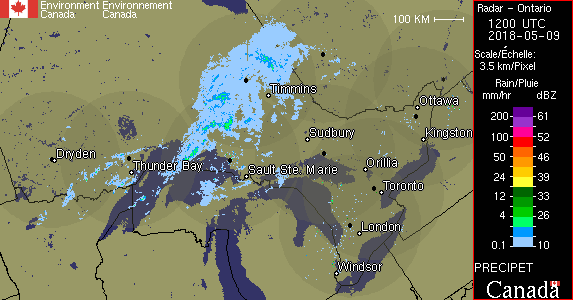 Environment Environnement
Canada Canada
100 KM
Timmins
Ottawa
Sudbury
Kingston
Dryden
Thunder Bay
Sault Ste. Marie
Orillia
Toronto
London
Windsor
Radar - Ontario
1200 UTC
2018-05-09
Scale/Échelle:
3.5 km/Pixel
Rain/Pluie
mm/hr dBZ
200 61
100 52
50 46
24 39
12 33
4 26
0.1 10
PRECIPET
Canada